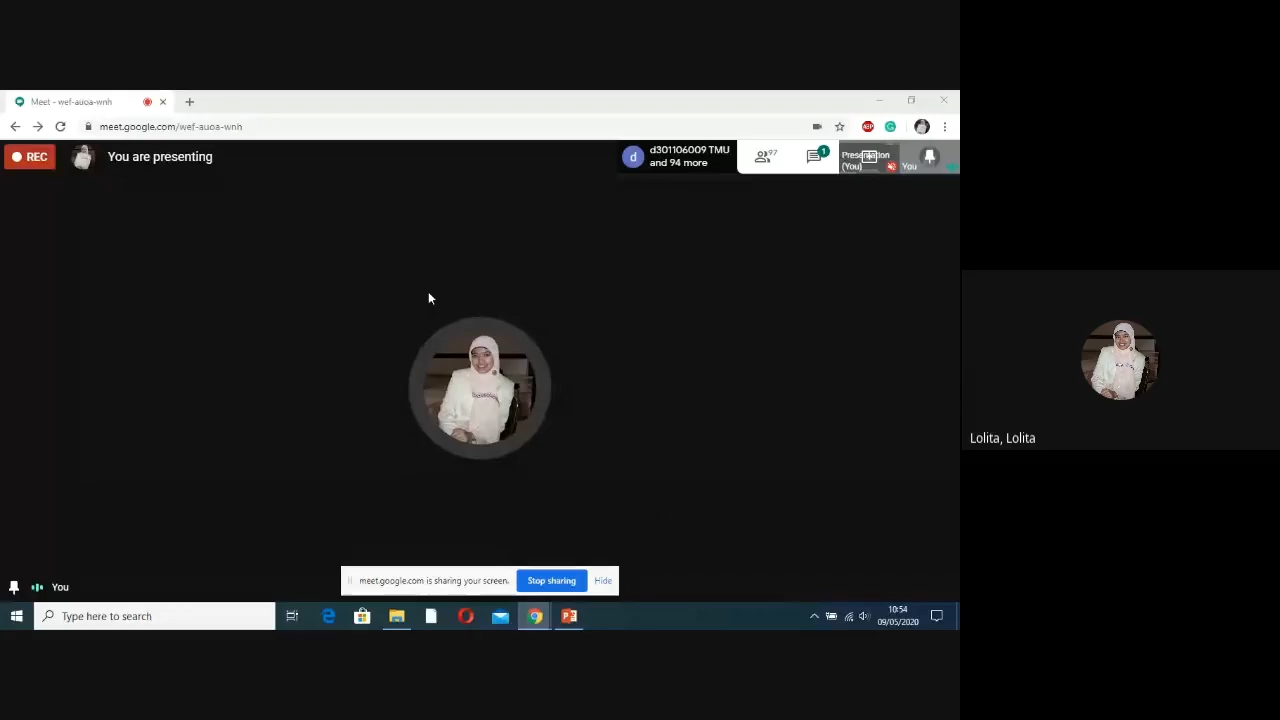 Meet - wef-auoa-wnh
meet.google.com/wef-auoa-wnh
ABP
REC
You are presenting
d
d301106009 TMU
and 94 more
97
1
Presentation
(You)
You
Lolita, Lolita
You
meet.google.com is sharing your screen.
Stop sharing
Hide
Type here to search
10:54
09/05/2020